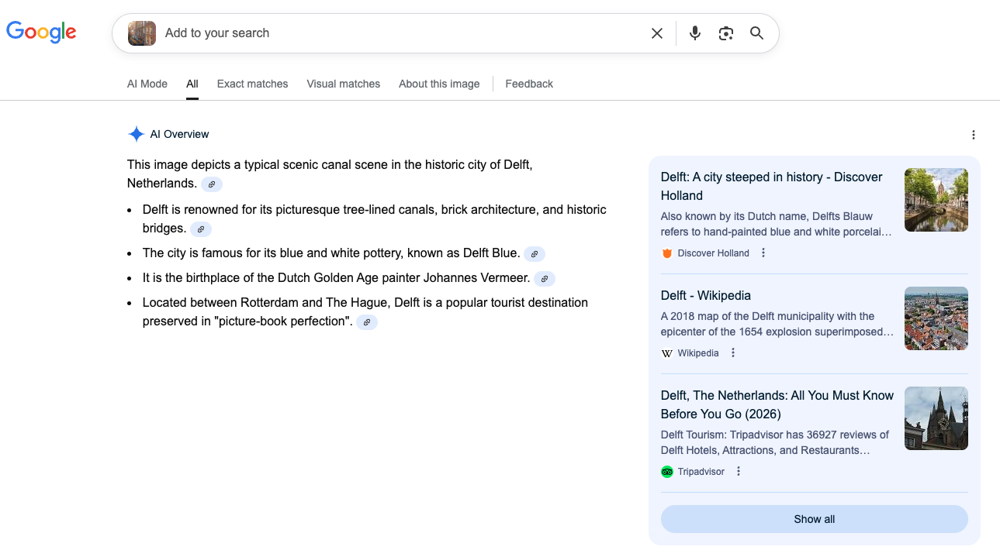 Google
Add to your search
AI Mode
All
Exact matches
Visual matches
About this image
Feedback
AI Overview
This image depicts a typical scenic canal scene in the historic city of Delft,
Netherlands.
Delft is renowned for its picturesque tree-lined canals, brick architecture, and historic
bridges.
The city is famous for its blue and white pottery, known as Delft Blue.
It is the birthplace of the Dutch Golden Age painter Johannes Vermeer.
Located between Rotterdam and The Hague, Delft is a popular tourist destination
preserved in "picture-book perfection".
Delft: A city steeped in history - Discover
Holland
Also known by its Dutch name, Delfts Blauw
refers to hand-painted blue and white porcelai…
Discover Holland
Delft - Wikipedia
A 2018 map of the Delft municipality with the
epicenter of the 1654 explosion superimposed…
W Wikipedia
Delft, The Netherlands: All You Must Know
Before You Go (2026)
Delft Tourism: Tripadvisor has 36927 reviews of
Delft Hotels, Attractions, and Restaurants…
Tripadvisor
Show all